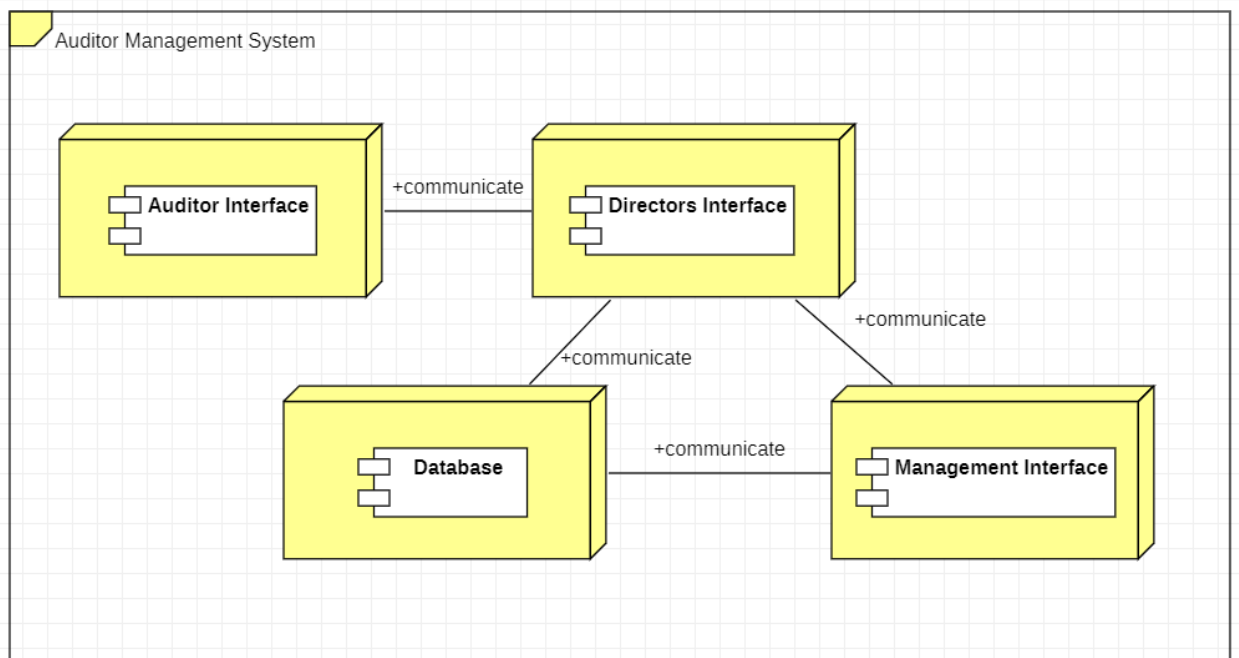 Auditor Management System
+communicate
Auditor Interface
Directors Interface
+communicate
+communicate
+communicate
Database
Management Interface